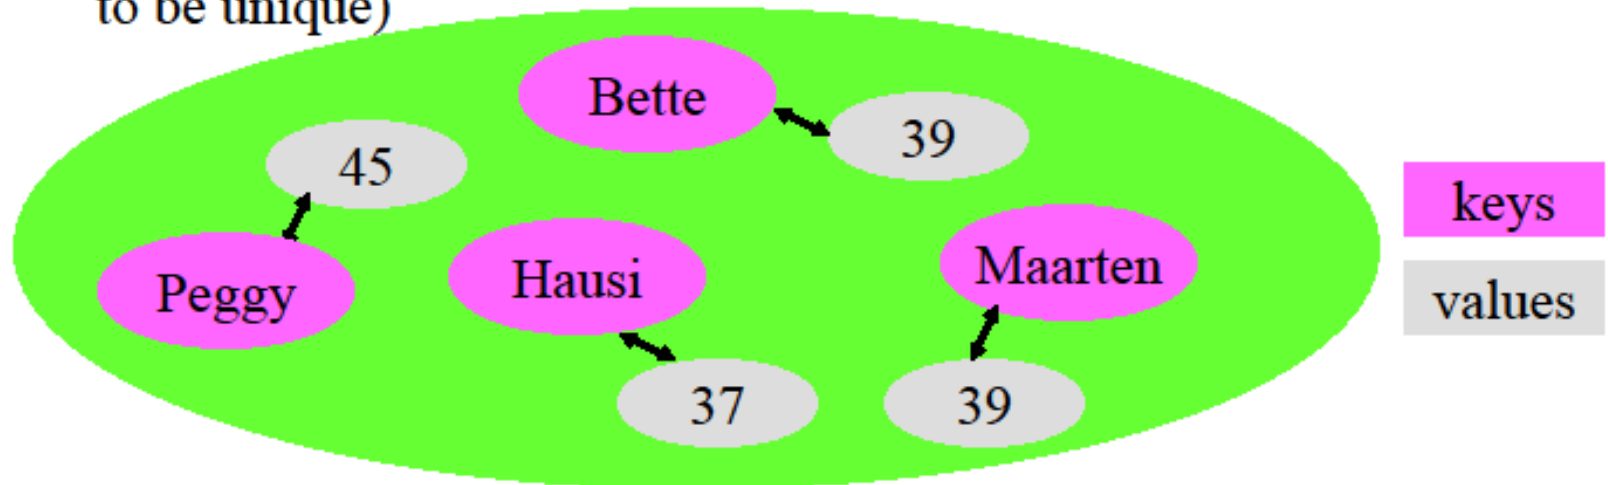 to be unique)
Bette
39
45
keys
Peggy
Hausi
Maarten
values
37
39